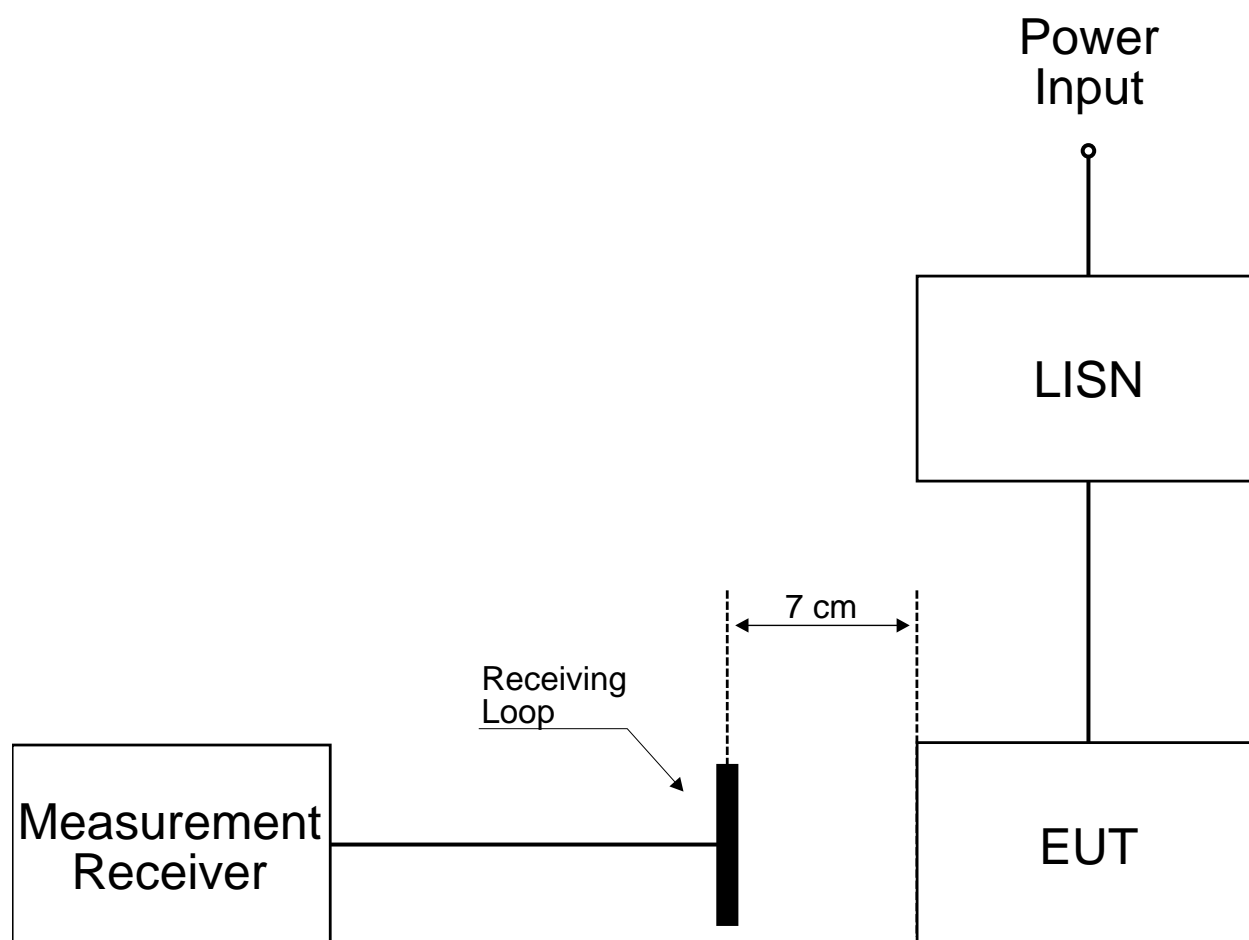 Power
Input
LISN
7 cm
Receiving
Loop
Measurement
Receiver
EUT